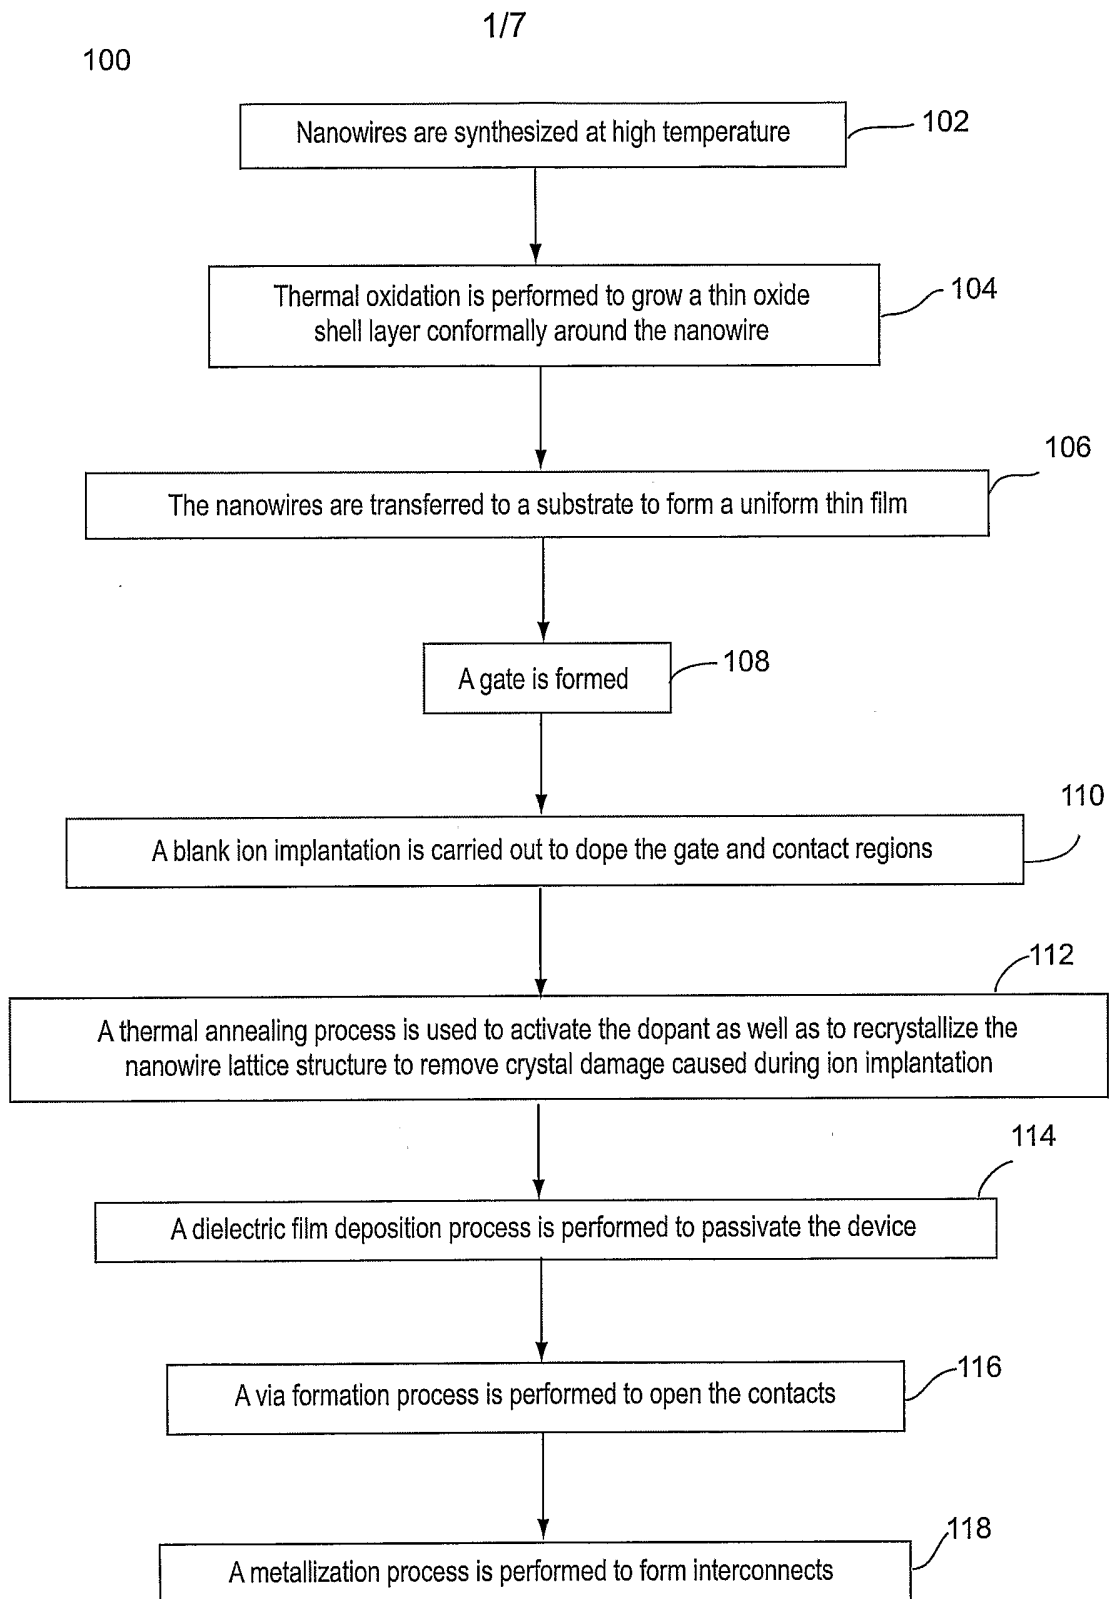 1/7
100
Nanowires are synthesized at high temperature
102
Thermal oxidation is performed to grow a thin oxide
shell layer conformally around the nanowire
104
106
The nanowires are transferred to a substrate to form a uniform thin film
A gate is formed
108
110
A blank ion implantation is carried out to dope the gate and contact regions
112
A thermal annealing process is used to activate the dopant as well as to recrystallize the
nanowire lattice structure to remove crystal damage caused during ion implantation
114
A dielectric film deposition process is performed to passivate the device
116
A via formation process is performed to open the contacts
118
A metallization process is performed to form interconnects